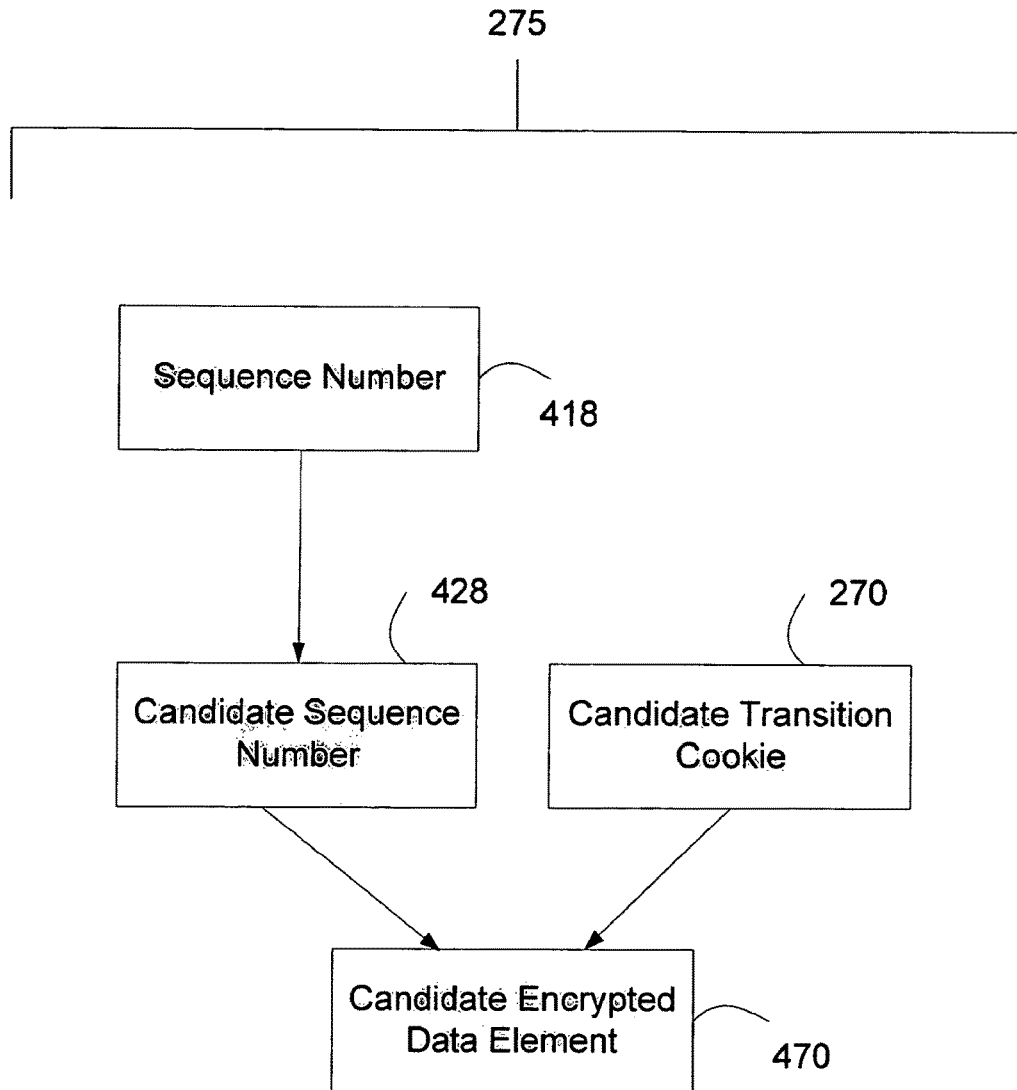 275
Sequence Number
418
428
270
Candidate Sequence
Number
Candidate Transition
Cookie
Candidate Encrypted
Data Element
470